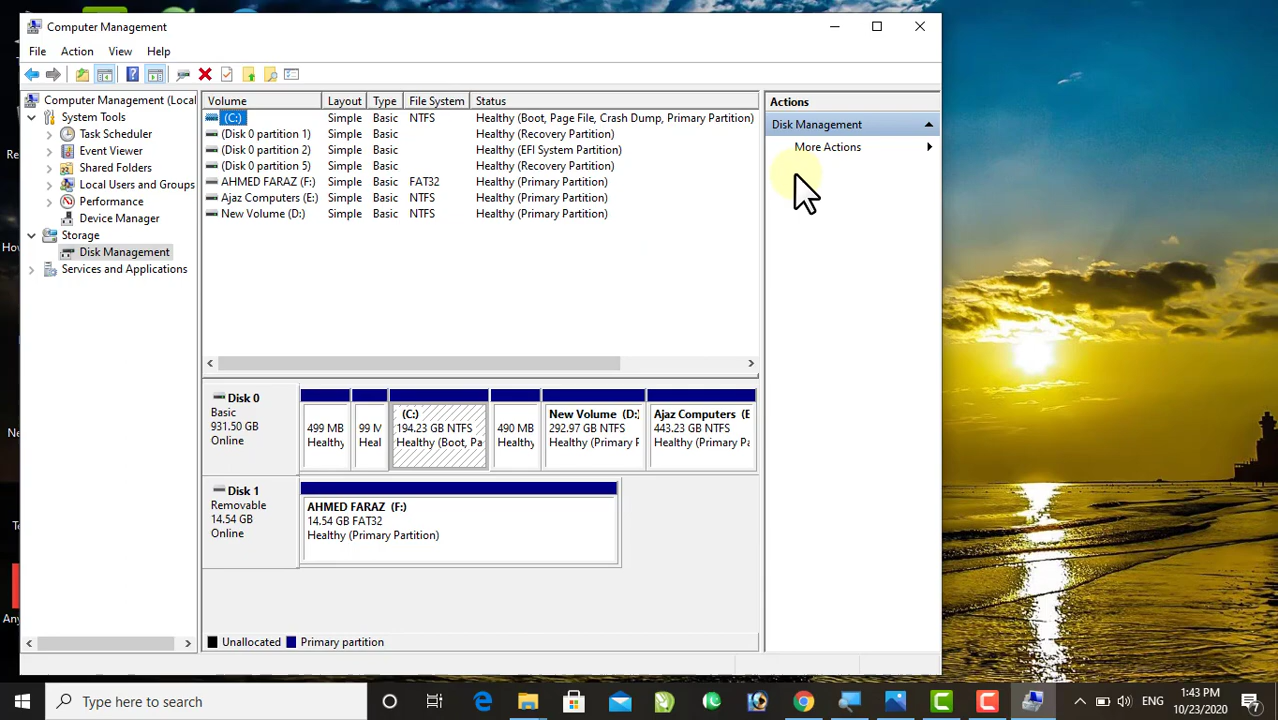 Computer Management
File Action View Help
Computer Management (Local
System Tools
Task Scheduler
Event Viewer
Shared Folders
Local Users and Groups
Performance
Device Manager
Storage
Disk Management
Services and Applications
Volume Layout Type File System Status
(C:) Simple Basic NTFS Healthy (Boot, Page File, Crash Dump, Primary Partition)
(Disk 0 partition 1) Simple Basic Healthy (Recovery Partition)
(Disk 0 partition 2) Simple Basic Healthy (EFI System Partition)
(Disk 0 partition 5) Simple Basic Healthy (Recovery Partition)
AHMED FARAZ (F:) Simple Basic FAT32 Healthy (Primary Partition)
Ajaz Computers (E:) Simple Basic NTFS Healthy (Primary Partition)
New Volume (D:) Simple Basic NTFS Healthy (Primary Partition)
Actions
Disk Management
More Actions
Disk 0
Basic
931.50 GB
Online
499 MB
Healthy
99 M
Heal
(C:)
194.23 GB NTFS
Healthy (Boot, Pa
490 MB
Healthy
New Volume (D:
292.97 GB NTFS
Healthy (Primary P
Ajaz Computers (E
443.23 GB NTFS
Healthy (Primary Pa
Disk 1
Removable
14.54 GB
Online
AHMED FARAZ (F:)
14.54 GB FAT32
Healthy (Primary Partition)
Unallocated Primary partition
Type here to search
ENG
1:43 PM
10/23/2020
7